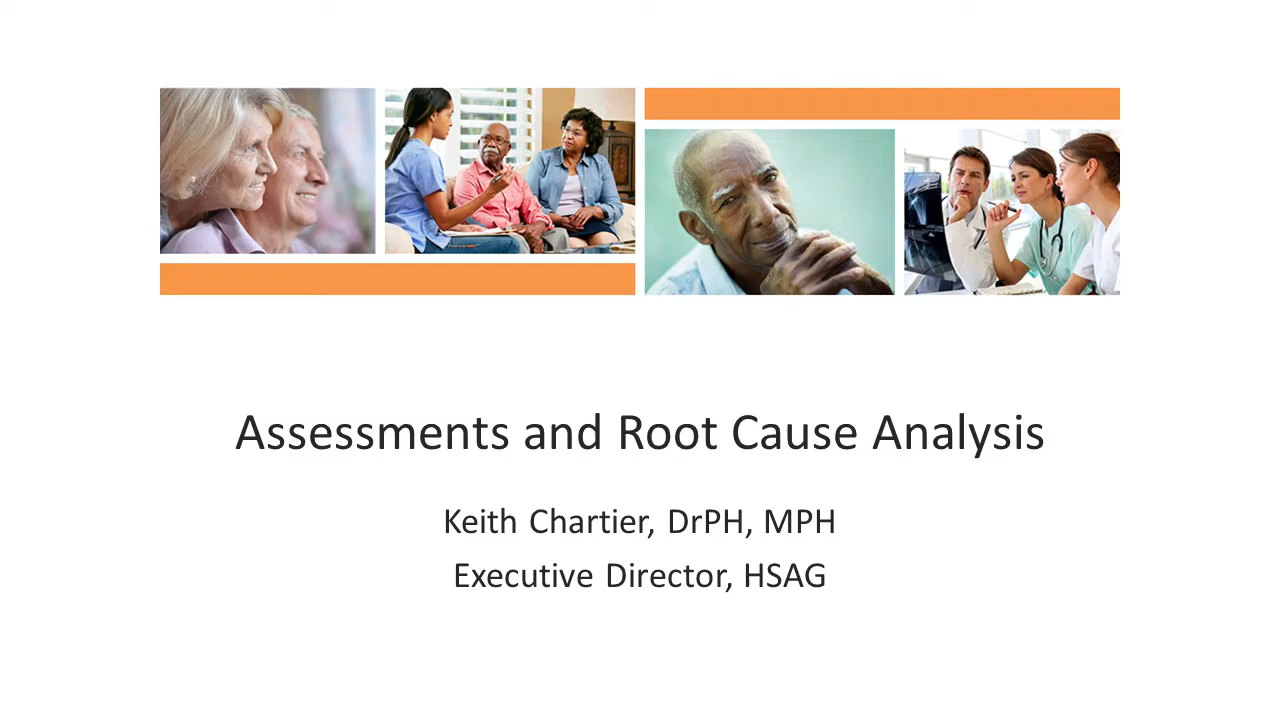 Assessments and Root Cause Analysis
Keith Chartier, DrPH, MPH
Executive Director, HSAG